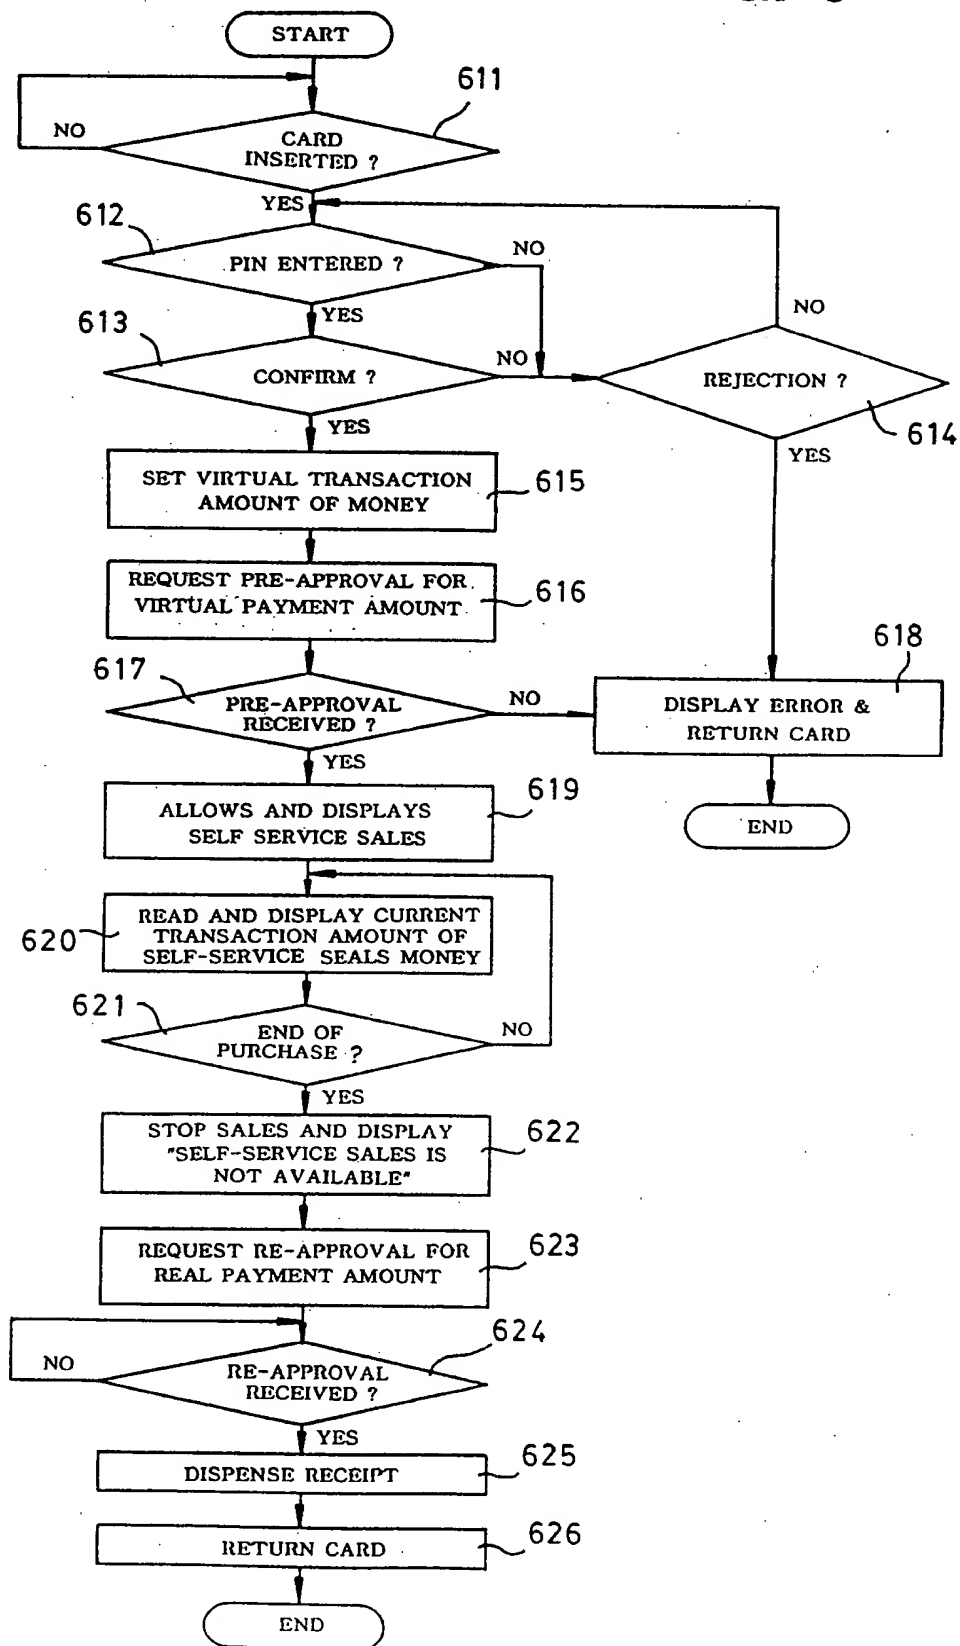 START
611
NO
CARD
INSERTED ?
YES
612
PIN ENTERED ?
NO
YES
613
CONFIRM ?
NO
NO
REJECTION ?
614
YES
YES
SET VIRTUAL TRANSACTION
AMOUNT OF MONEY
615
REQUEST PRE-APPROVAL FOR
VIRTUAL PAYMENT AMOUNT
616
617
PRE-APPROVAL
RECEIVED ?
NO
618
DISPLAY ERROR &
RETURN CARD
YES
END
ALLOWS AND DISPLAYS
SELF SERVICE SALES
619
620
READ AND DISPLAY CURRENT
TRANSACTION AMOUNT OF
SELF-SERVICE SEALS MONEY
621
END OF
PURCHASE ?
NO
YES
STOP SALES AND DISPLAY
"SELF-SERVICE SALES IS
NOT AVAILABLE"
622
REQUEST RE-APPROVAL FOR
REAL PAYMENT AMOUNT
623
624
NO
RE-APPROVAL
RECEIVED ?
YES
DISPENSE RECEIPT
625
RETURN CARD
626
END